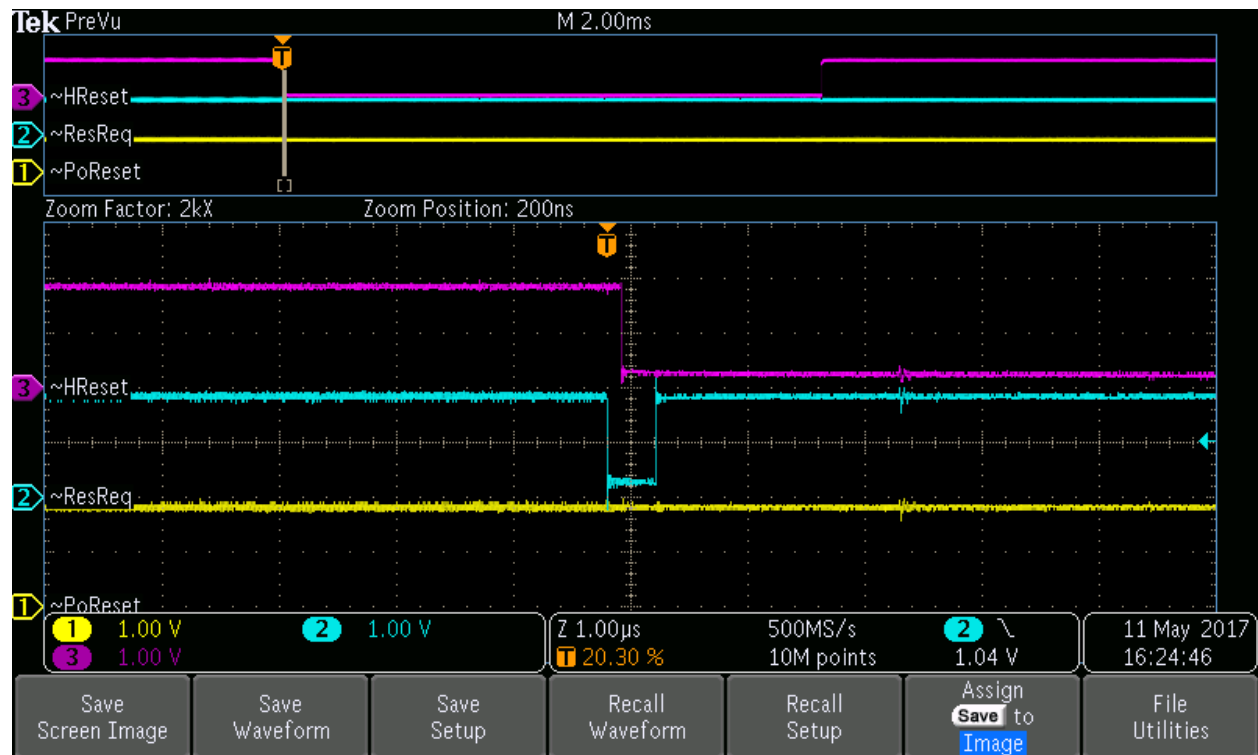 Tek PreVu M 2.00ms
T
3 ~HReset
2 ~ResReq
1 ~PoReset
[]
Zoom Factor: 2kX Zoom Position: 200ns
T
3 ~HReset
2 ~ResReq
1 ~PoReset
1 1.00 V 2 1.00 V Z 1.00µs 500MS/s 2 \ 11 May 2017
3 1.00 V T 20.30 % 10M points 1.04 V 16:24:46
Save Screen Image
Save Waveform
Save Setup
Recall Waveform
Recall Setup
Assign Save to Image
File Utilities